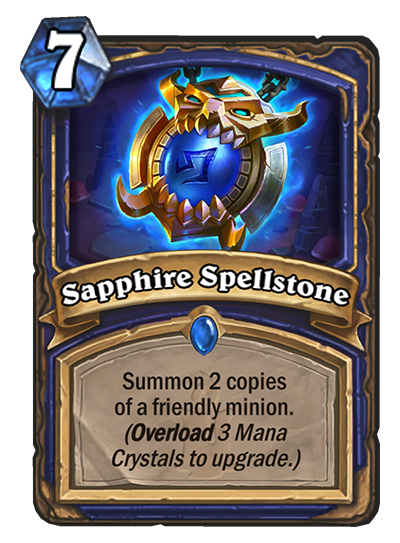 7
Sapphire Spellstone
Summon 2 copies
of a friendly minion.
(Overload 3 Mana
Crystals to upgrade.)